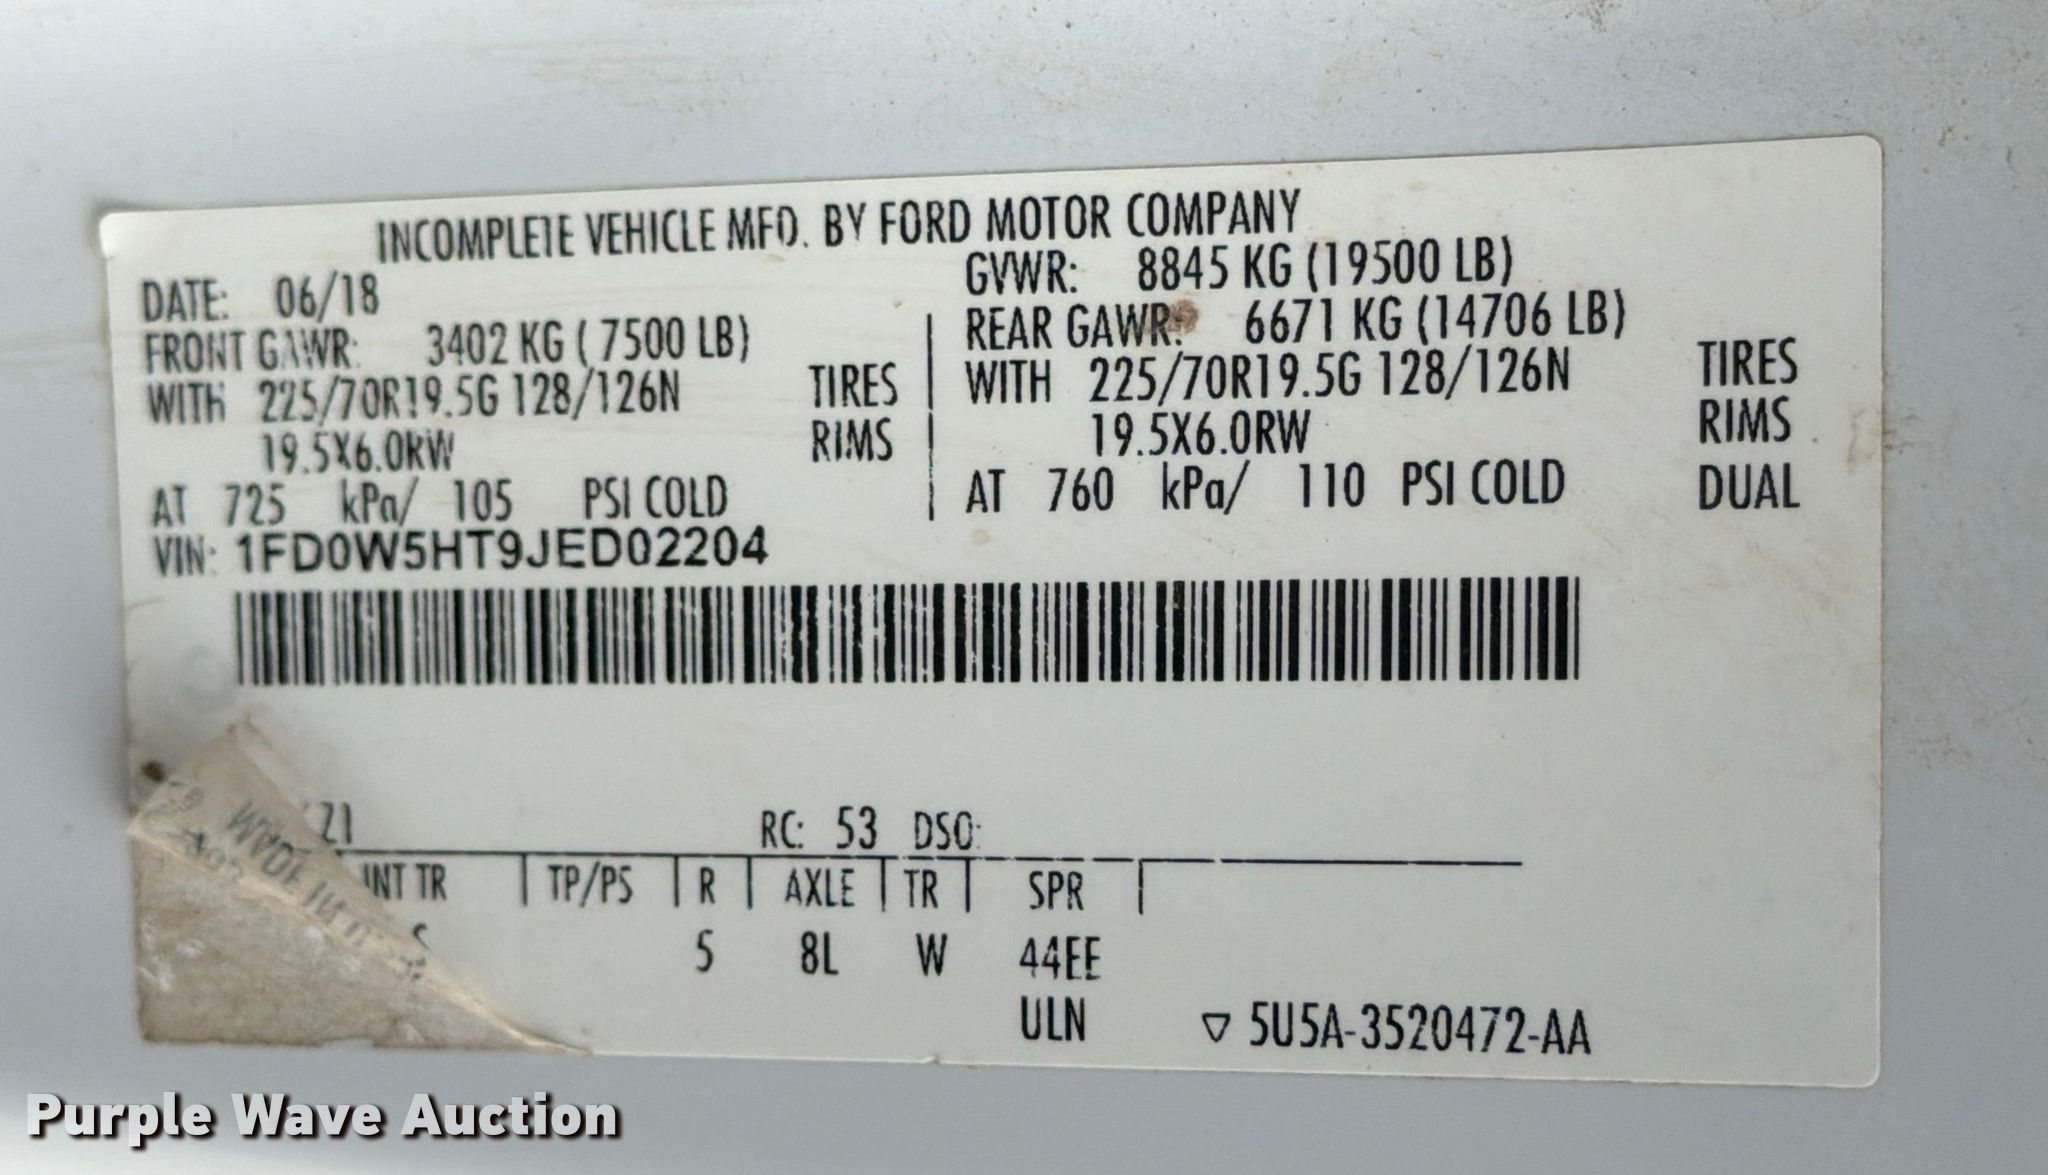 INCOMPLETE VEHICLE MFD. BY FORD MOTOR COMPANY
DATE: 06/18
GVWR: 8845 KG (19500 LB)
FRONT GAWR: 3402 KG ( 7500 LB)
REAR GAWR: 6671 KG (14706 LB)
WITH 225/70R19.5G 128/126N TIRES
WITH 225/70R19.5G 128/126N TIRES
19.5X6.0RW RIMS
19.5X6.0RW RIMS
AT 725 kPa/ 105 PSI COLD
AT 760 kPa/ 110 PSI COLD DUAL
VIN: 1FD0W5HT9JED02204
Z1 RC: 53 DSO:
INT TR TP/PS R AXLE TR SPR
S 5 8L W 44EE
ULN ▽ 5U5A-3520472-AA
Purple Wave Auction